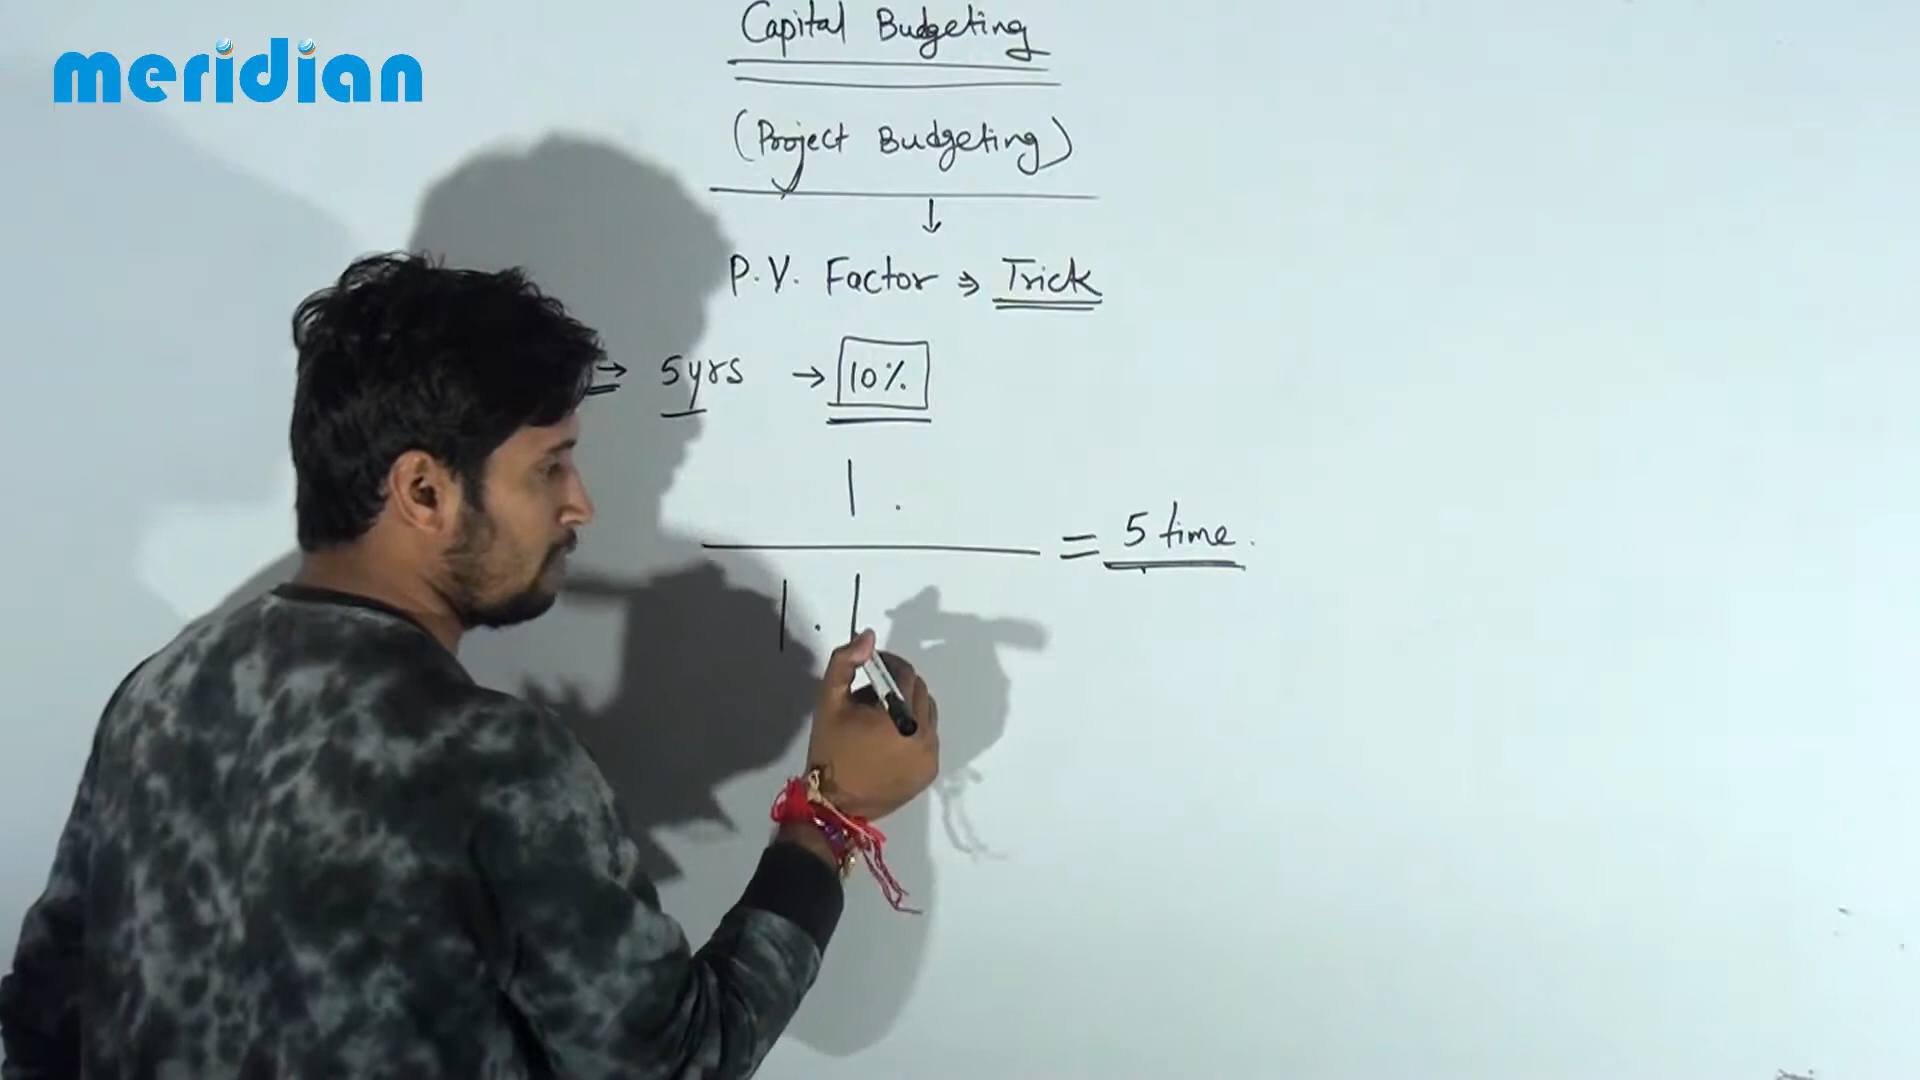 meridian
Capital Budgeting
(Project Budgeting)
↓
P.V. Factor ⇒ Trick
→ 5yrs → 10%
1.
= 5 time.
1.1